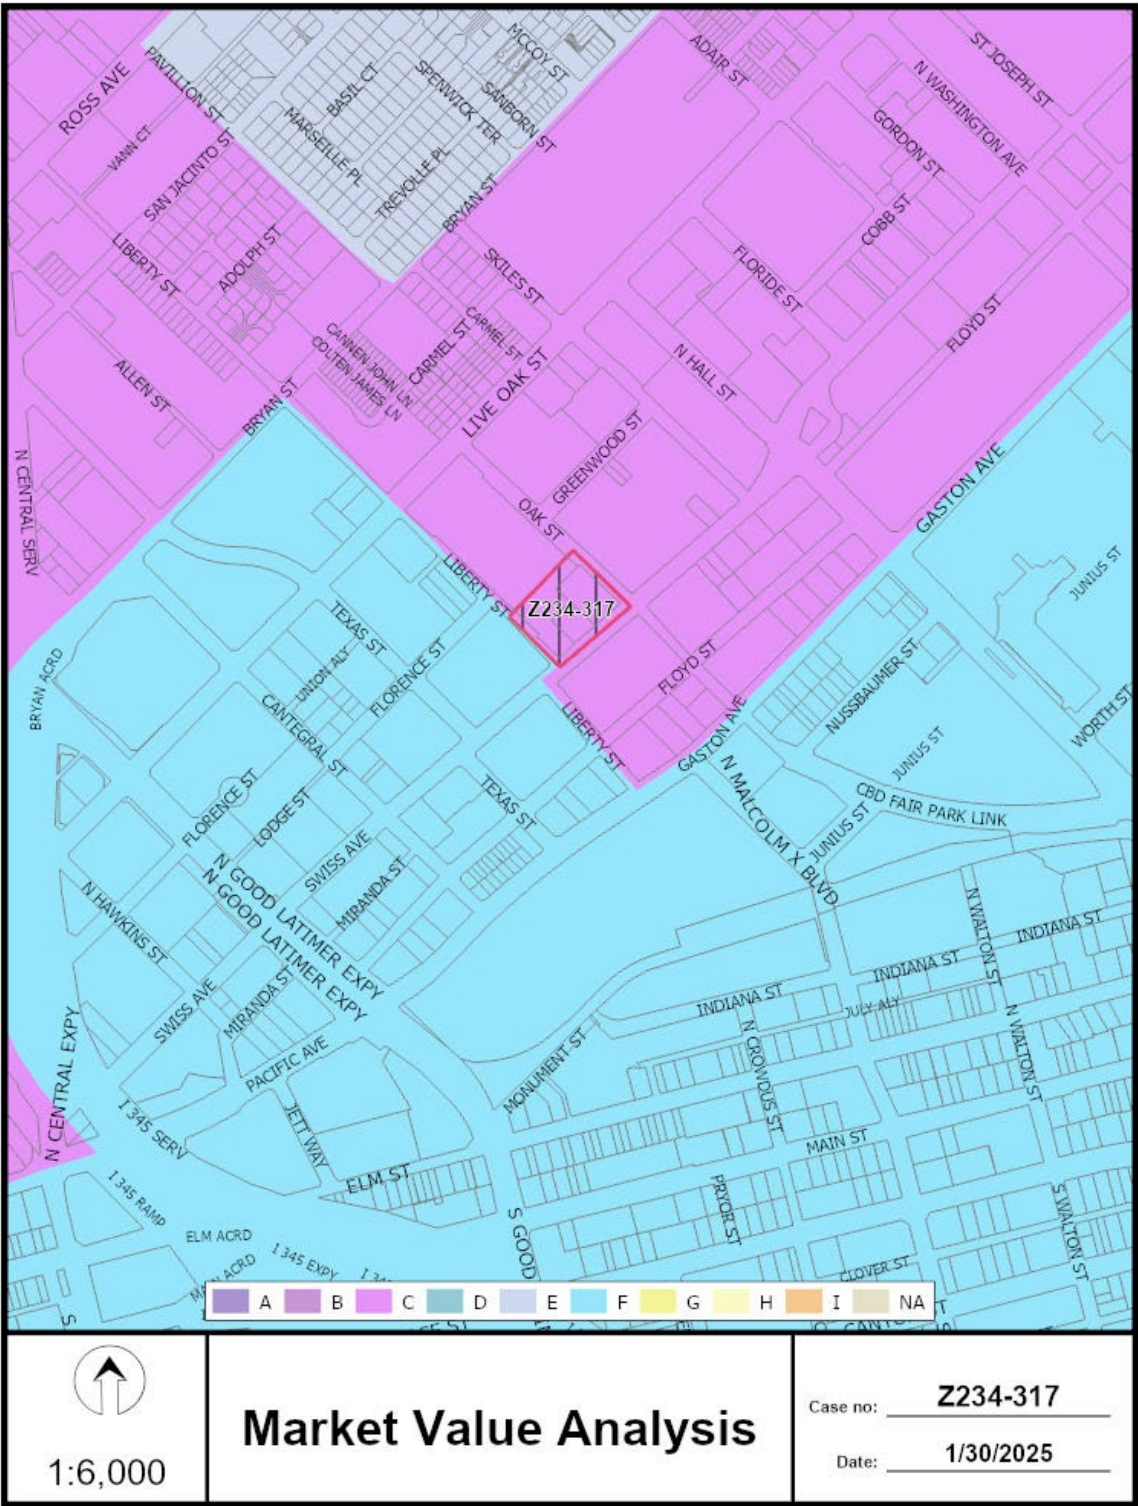 MCCOY ST
ADAIR ST
ST JOSEPH ST
PAVILLION ST
ROSS AVE
BASIL CT
SPENWICK TER
SANBORN ST
N WASHINGTON AVE
VANN CT
MARSEILLE PL
GORDON ST
SAN JACINTO ST
TREVOLLE PL
BRYAN ST
COBB ST
LIBERTY ST
ADOLPH ST
SKILES ST
FLORIDE ST
FLOYD ST
CARMEL ST
CANNEN JOHN LN
COLTEN JAMES LN
CARMEL ST
ALLEN ST
LIVE OAK ST
N HALL ST
BRYAN ST
GREENWOOD ST
N CENTRAL SERV
OAK ST
GASTON AVE
LIBERTY ST
JUNIUS ST
Z234-317
TEXAS ST
UNION ALY
FLORENCE ST
BRYAN ACRD
FLOYD ST
NUSSBAUMER ST
CANTEGRAL ST
LIBERTY ST
GASTON AVE
WORTH ST
JUNIUS ST
FLORENCE ST
LODGE ST
TEXAS ST
N MALCOLM X BLVD
CBD FAIR PARK LINK
JUNIUS ST
SWISS AVE
MIRANDA ST
N GOOD LATIMER EXPY
N GOOD LATIMER EXPY
N HAWKINS ST
N WALTON ST
INDIANA ST
INDIANA ST
SWISS AVE
MIRANDA ST
INDIANA ST
JULY ALY
N CENTRAL EXPY
PACIFIC AVE
MONUMENT ST
N CROWDUS ST
N WALTON ST
I 345 SERV
JETT WAY
MAIN ST
ELM ST
I 345 RAMP
PRYOR ST
S WALTON ST
S GOOD
ELM ACRD
I 345 EXPY
CLOVER ST
A B C D E F G H I NA
1:6,000
Market Value Analysis
Case no: Z234-317
Date: 1/30/2025